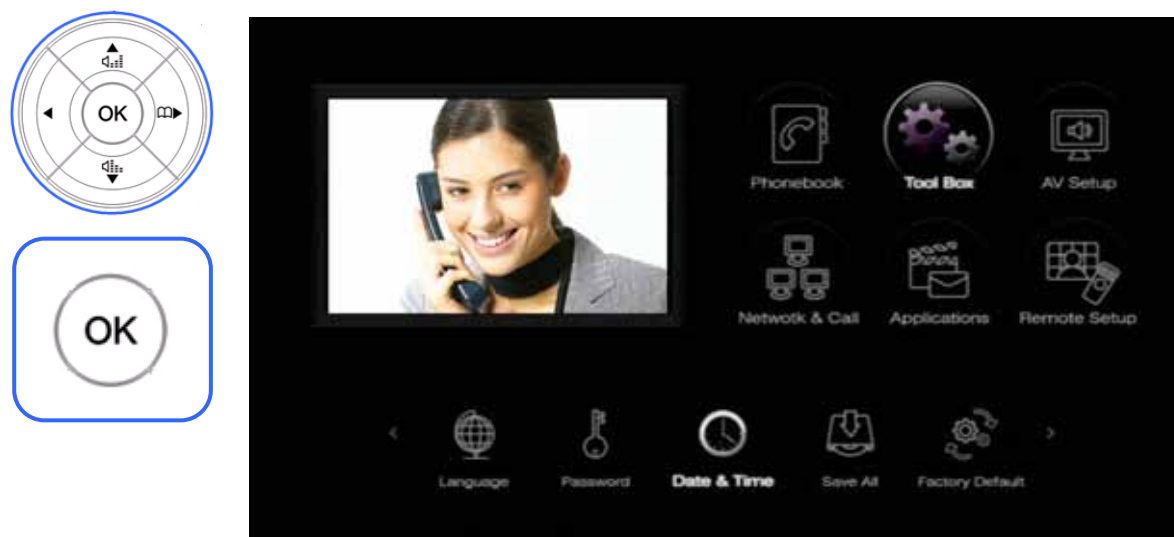 OK
OK
Phonebook
Tool Box
AV Setup
Netwotk & Call
Applications
Remote Setup
Language
Password
Date & Time
Save All
Factory Default